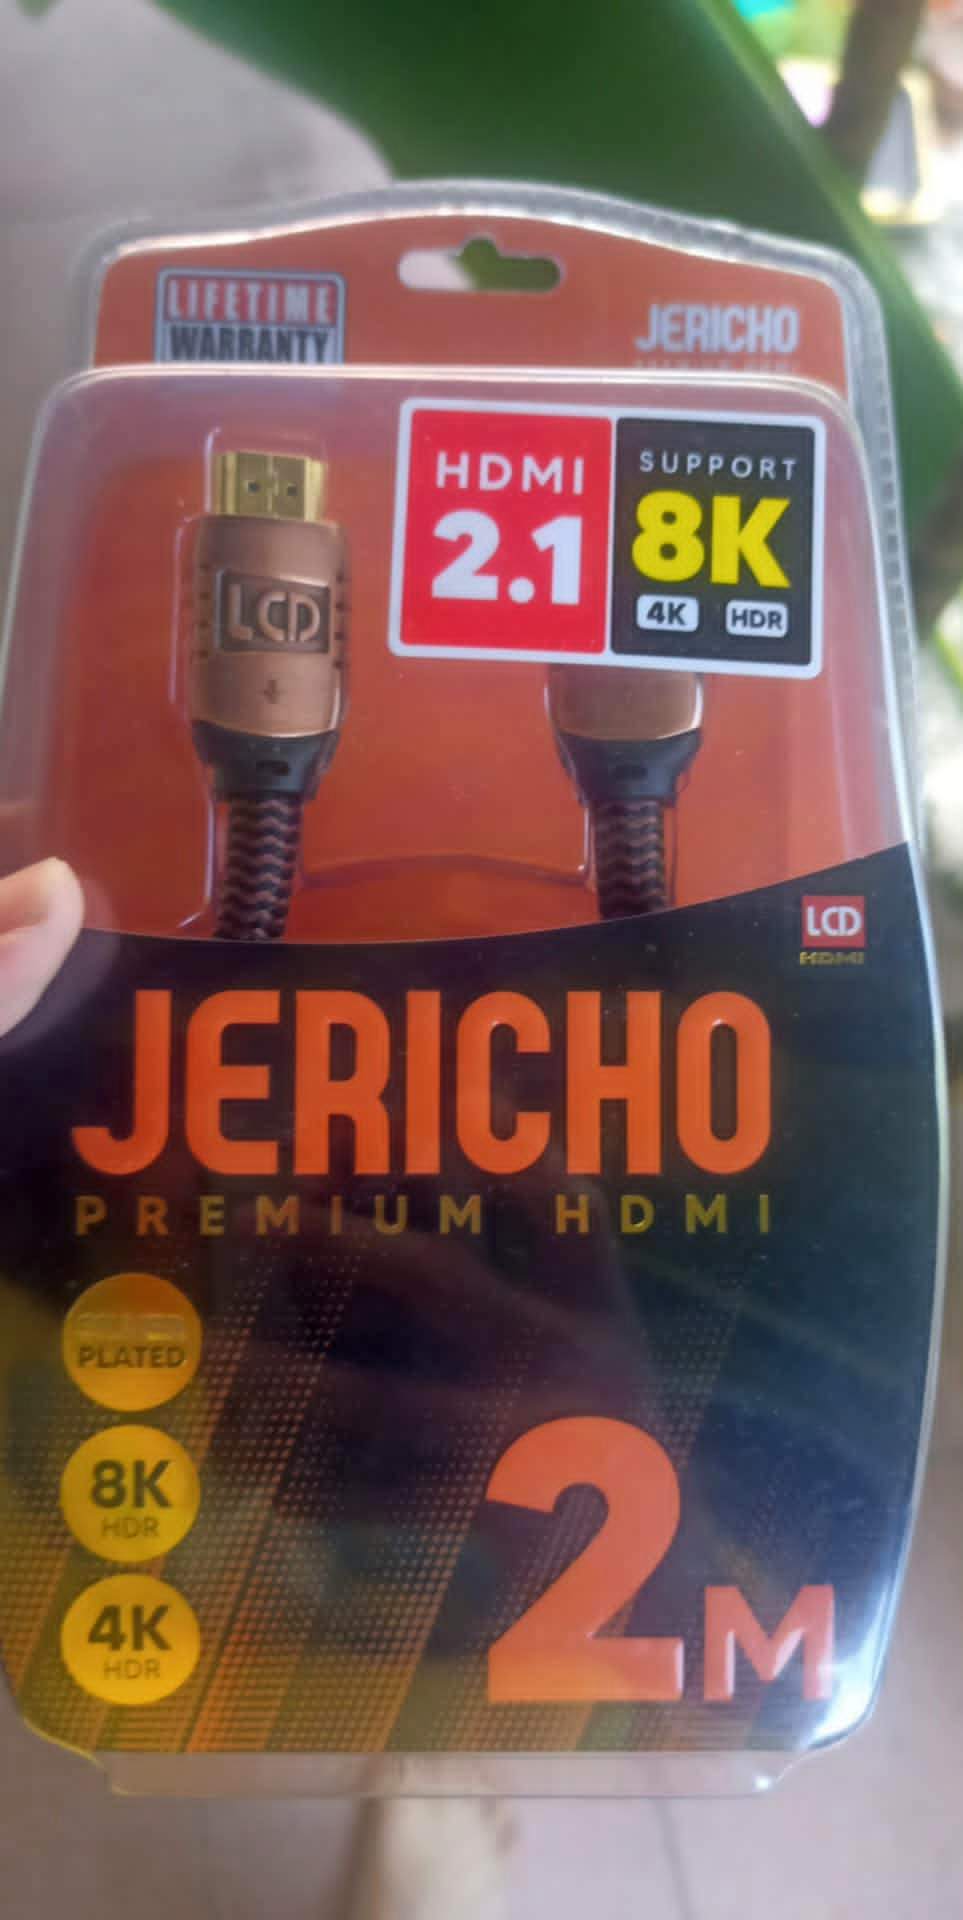 LIFETIME
WARRANTY
JERICHO
HDMI
2.1
SUPPORT
8K
4K HDR
LCD
LCD
HDMI
JERICHO
PREMIUM HDMI
PLATED
8K
HDR
4K
HDR
2M